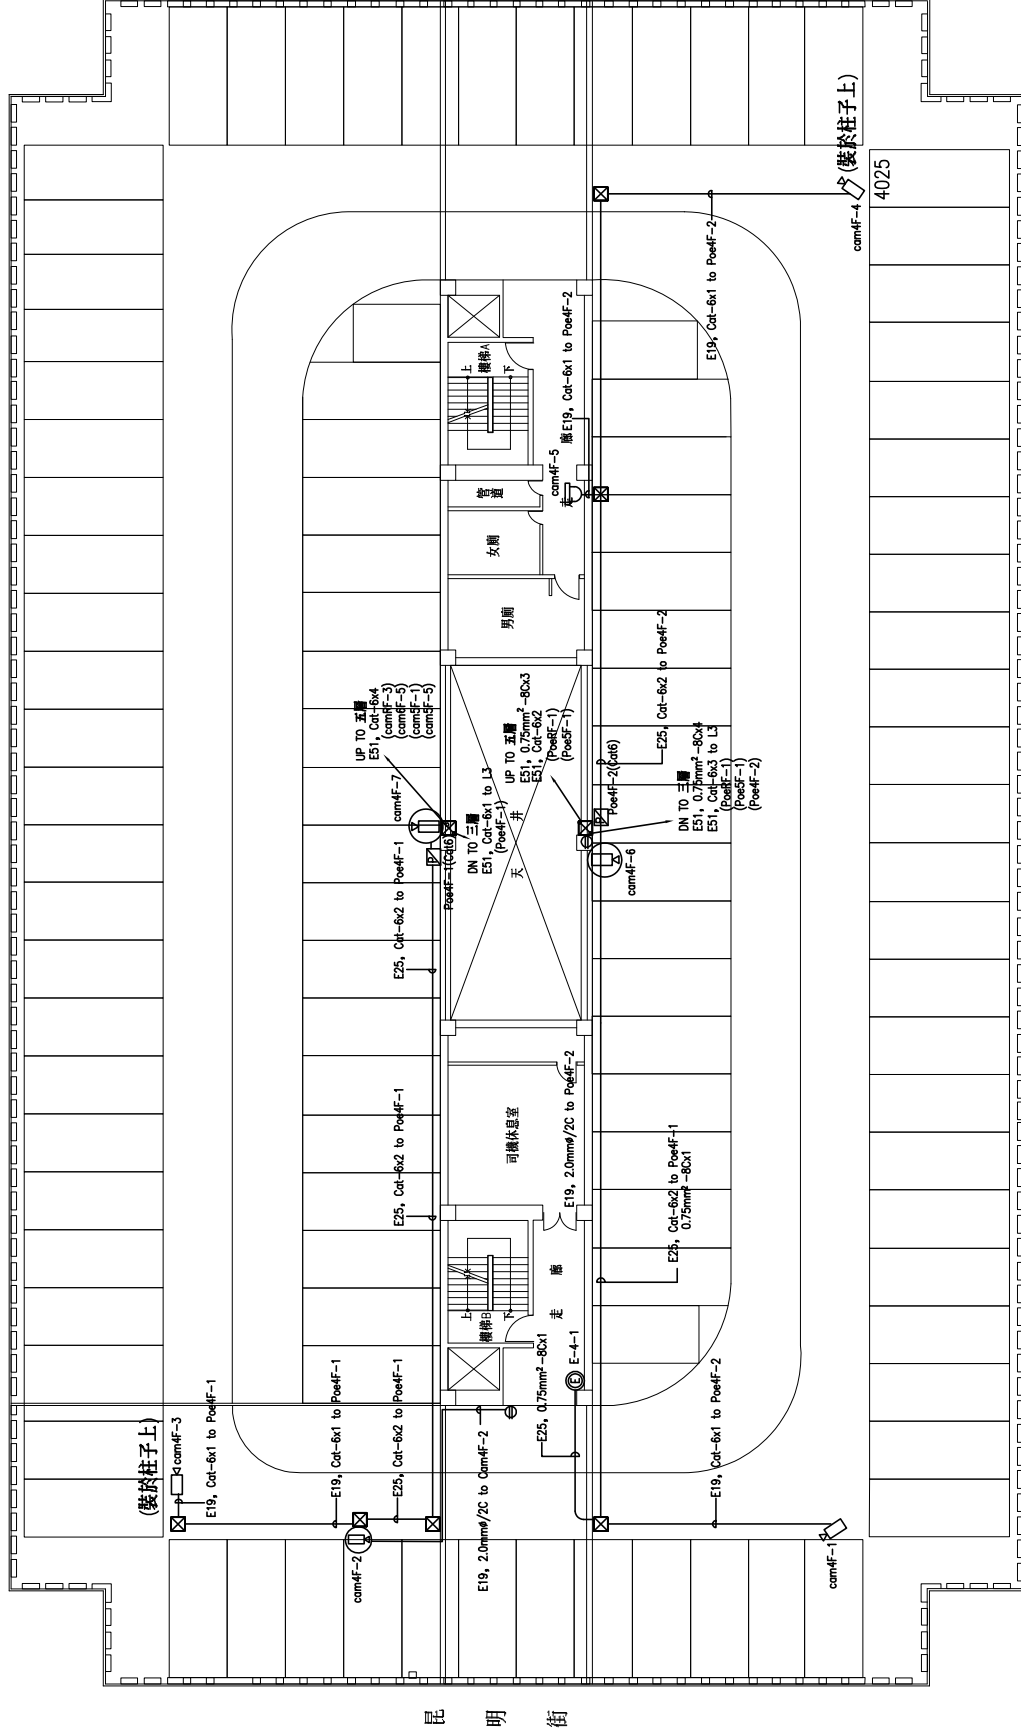 (裝於柱子上)
4025
cam4F-4
E19, Cat-6x1 to Poe4F-2
E19, Cat-6x1 to Poe4F-2
樓梯A
上
下
cam4F-5
走
廊
管道
女廁
男廁
UP TO 五層
E51, Cat-6x4
(camRF-3)
(cam6F-5)
(cam5F-1)
(cam5F-5)
cam4F-7
P
Poe4F-1(Cat6)
DN TO 三層
E51, Cat-6x1 to L3
(Poe4F-1)
UP TO 五層
E51, 0.75mm²-8Cx3
E51, Cat-6x2
(PoeRF-1)
(Poe5F-1)
天
井
E25, Cat-6x2 to Poe4F-2
P
Poe4F-2(Cat6)
DN TO 三層
E51, 0.75mm²-8Cx4
E51, Cat-6x3 to L3
(PoeRF-1)
(Poe5F-1)
(Poe4F-2)
cam4F-6
E25, Cat-6x2 to Poe4F-1
E25, Cat-6x2 to Poe4F-1
司機休息室
E19, 2.0mmø/2C to Poe4F-2
E25, Cat-6x2 to Poe4F-1
0.75mm²-8Cx1
樓梯B
上
下
走
廊
E
E-4-1
E25, 0.75mm²-8Cx1
(裝於柱子上)
cam4F-3
E19, Cat-6x1 to Poe4F-1
E19, Cat-6x1 to Poe4F-1
E25, Cat-6x2 to Poe4F-1
E19, 2.0mmø/2C to Cam4F-2
cam4F-2
E19, Cat-6x1 to Poe4F-2
cam4F-1
昆明街